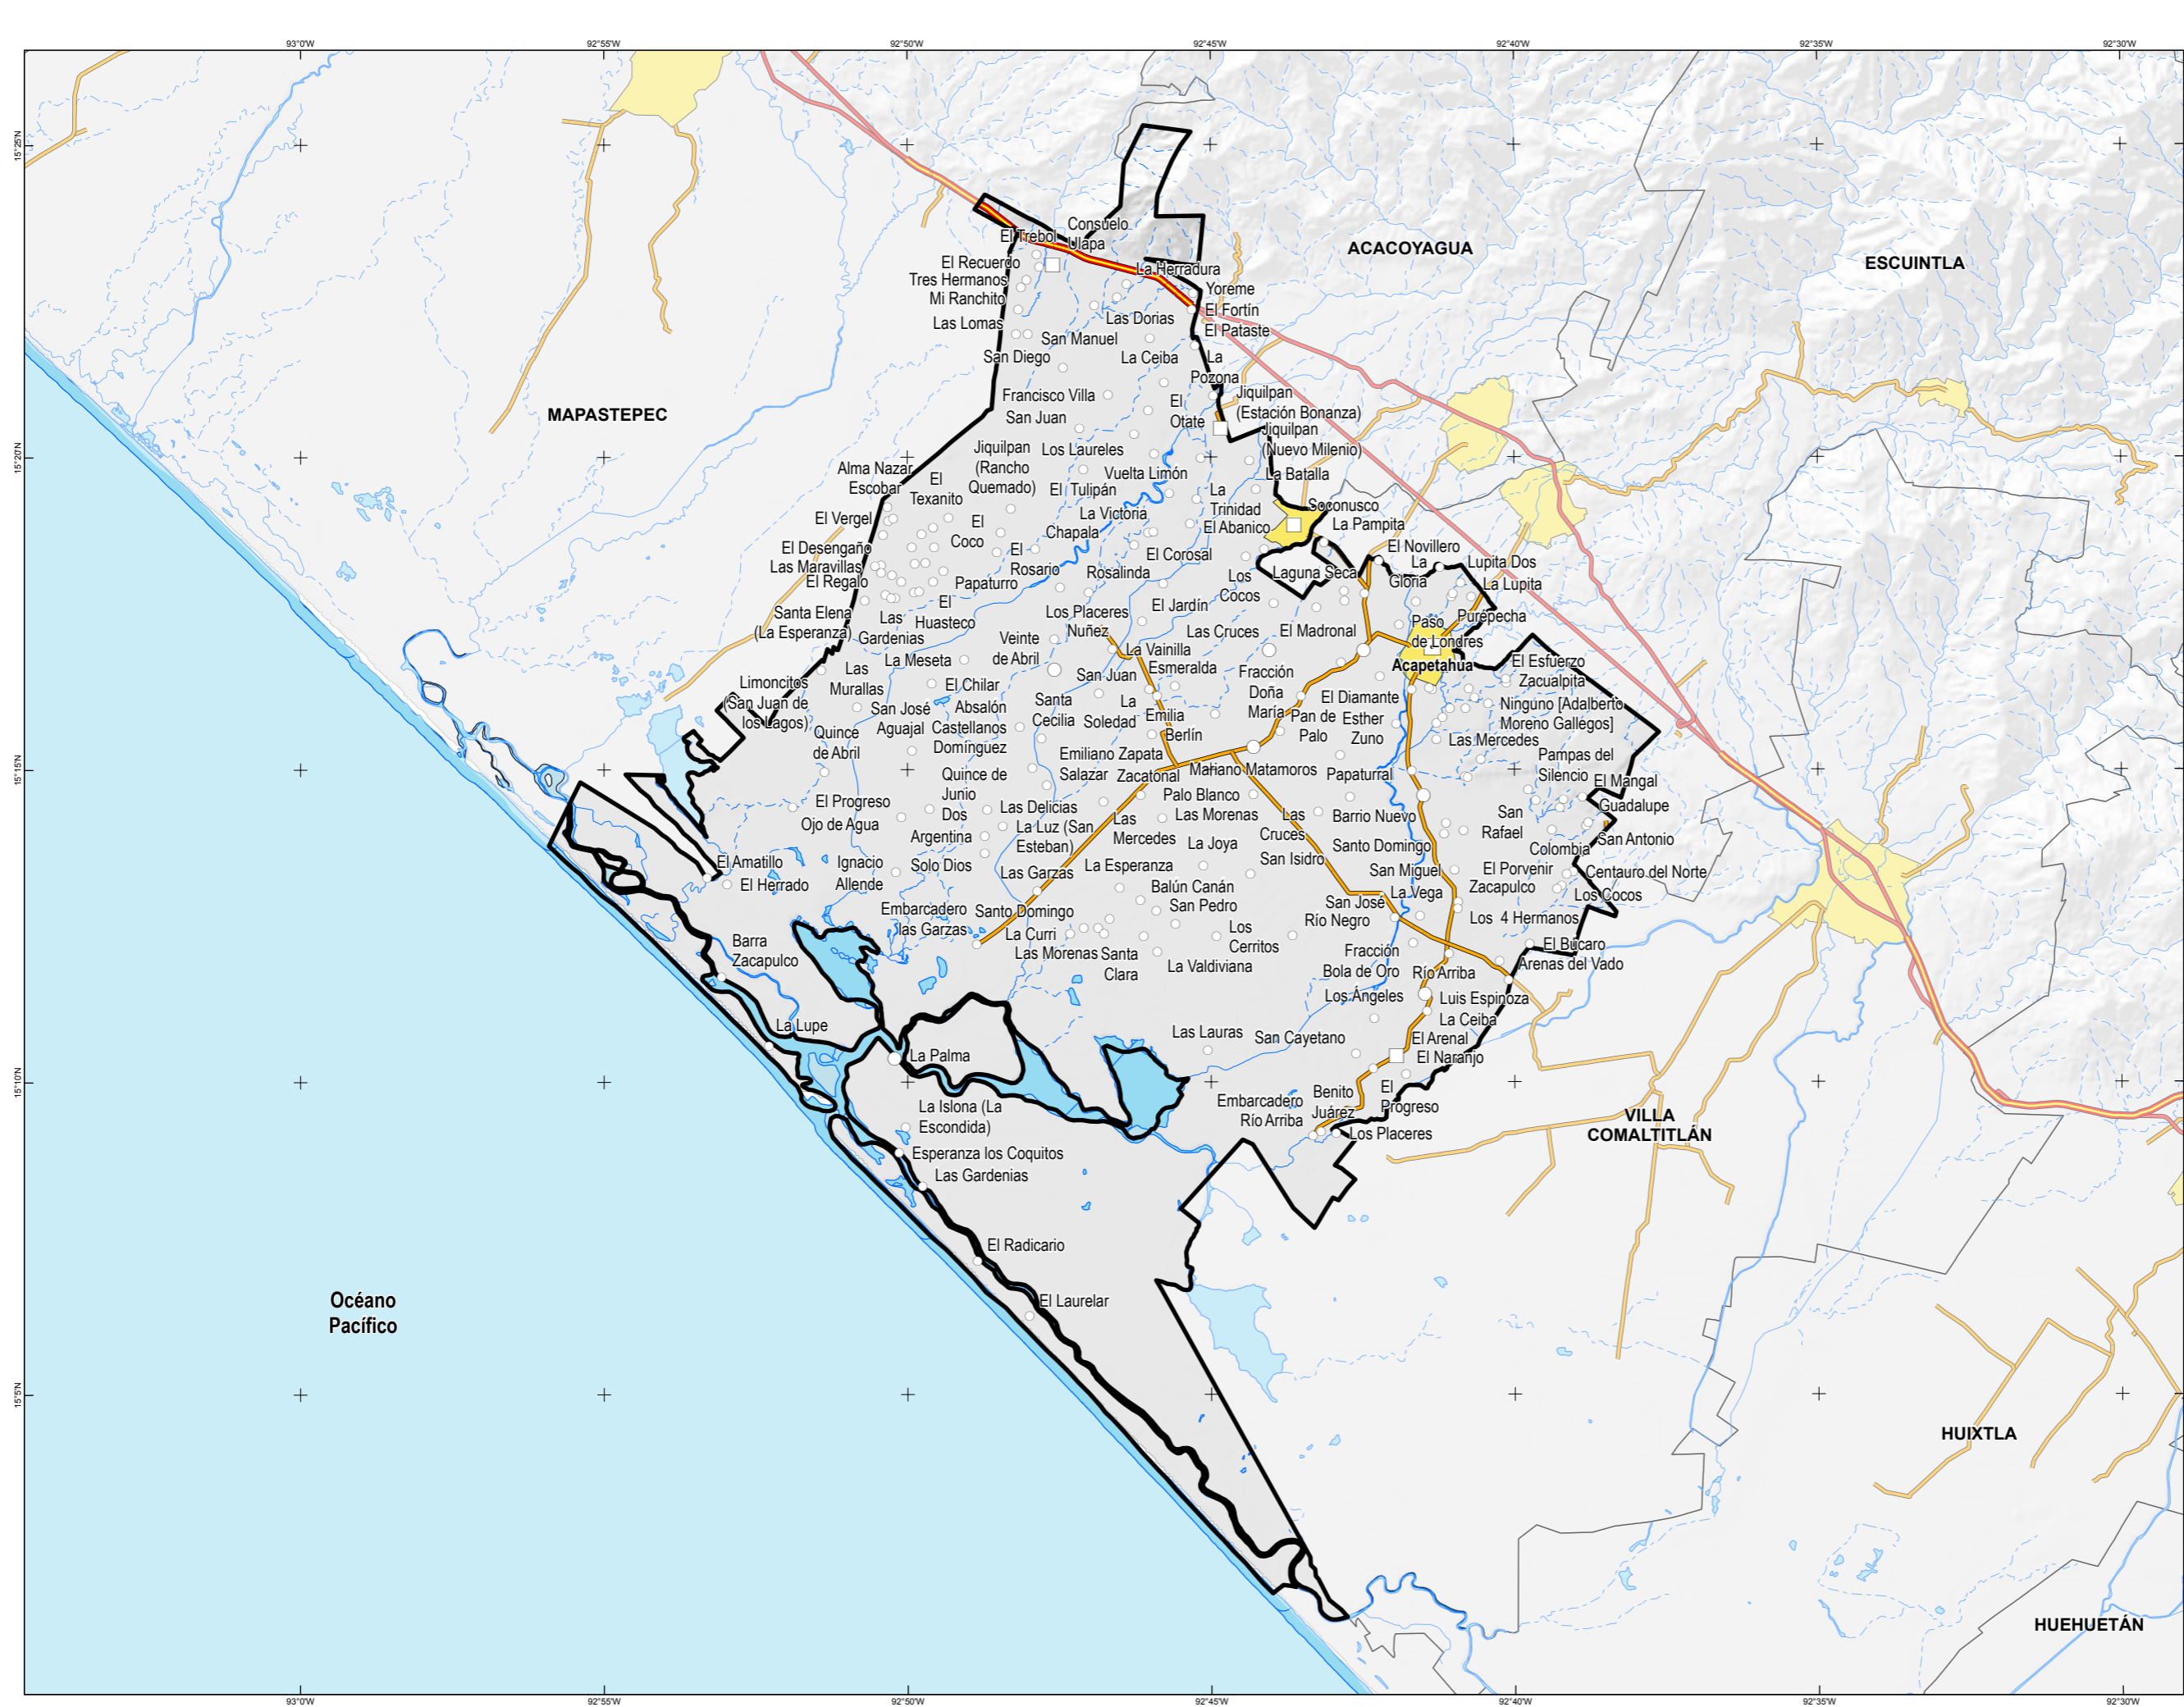 93°0'W
92°55'W
92°50'W
92°45'W
92°40'W
92°35'W
92°30'W
15°25'N
15°20'N
15°15'N
15°10'N
15°5'N
ACACOYAGUA
ESCUINTLA
MAPASTEPEC
VILLA
COMALTITLÁN
HUIXTLA
HUEHUETÁN
Océano
Pacífico
Consuelo
Ulapa
El Trebol
El Recuerdo
Tres Hermanos
Mi Ranchito
Las Lomas
La Herradura
Yoreme
El Fortín
El Pataste
Las Dorias
San Manuel
San Diego
La Ceiba
La
Pozona
Francisco Villa
San Juan
El
Otate
Jiquilpan
(Estación Bonanza)
Jiquilpan
(Nuevo Milenio)
Jiquilpan
(Rancho
Quemado)
Los Laureles
Vuelta Limón
La Batalla
Alma Nazar
Escobar
El
Texanito
El Tulipán
La
Trinidad
El Vergel
El
Coco
La Victoria
Chapala
El Abanico
Soconusco
La Pampita
El Desengaño
Las Maravillas
El Regalo
El
Rosario
Papaturro
El Corosal
Rosalinda
Laguna Seca
El Novillero
La
Gloria
Lupita Dos
La Lupita
Los
Cocos
Santa Elena
(La Esperanza)
Las
Gardenias
El
Huasteco
Los Placeres
Nuñez
El Jardín
Purépecha
Veinte
de Abril
Las Cruces
El Madronal
Paso
de Londres
Acapetahua
La Vainilla
Esmeralda
La Meseta
Las
Murallas
San Juan
Fracción
Doña
María
El Esfuerzo
Zacualpita
Limoncitos
(San Juan de
los Lagos)
El Chilar
San José
Aguajal
Absalón
Castellanos
Domínguez
Santa
Cecilia
La
Soledad
Emilia
Berlín
Pan de
Palo
El Diamante
Esther
Zuno
Ninguno [Adalberto
Moreno Gallegos]
Quince
de Abril
Las Mercedes
Emiliano Zapata
Salazar
Zacatonal
Mariano Matamoros
Papaturral
Pampas del
Silencio
El Mangal
Quince de
Junio
Palo Blanco
Las Morenas
El Progreso
Ojo de Agua
Dos
Argentina
Las Delicias
La Luz (San
Esteban)
Las
Mercedes
Las
Cruces
Barrio Nuevo
San
Rafael
Guadalupe
San Antonio
La Joya
San Isidro
Santo Domingo
Colombia
El Amatillo
El Herrado
Ignacio
Allende
Solo Dios
Las Garzas
La Esperanza
San Miguel
El Porvenir
Zacapulco
Centauro del Norte
Los Cocos
Balún Canán
San Pedro
La Vega
San José
Río Negro
Embarcadero
las Garzas
Santo Domingo
La Curri
Las Morenas
Los 4 Hermanos
Los
Cerritos
Barra
Zacapulco
Santa
Clara
La Valdiviana
Fracción
Bola de Oro
El Búcaro
Arenas del Vado
Río Arriba
Los Ángeles
Luis Espinoza
La Ceiba
La Lupe
Las Lauras
San Cayetano
El Arenal
El Naranjo
La Palma
Benito
Juárez
El
Progreso
Embarcadero
Río Arriba
La Islona (La
Escondida)
Los Placeres
Esperanza los Coquitos
Las Gardenias
El Radicario
El Laurelar
93°0'W
92°55'W
92°50'W
92°45'W
92°40'W
92°35'W
92°30'W